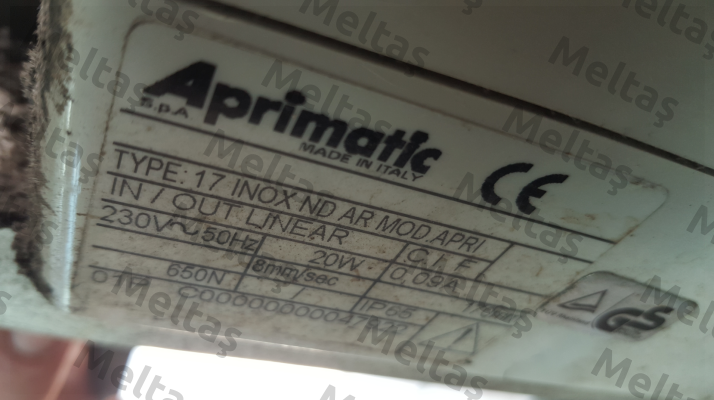 Aprimatic
S.p.A
MADE IN ITALY
CE
TYPE: 17 INOX ND AR MOD.APRI
IN / OUT LINEAR C.I. F
230V~50Hz 20W 0.09A
650N 8mm/sec IP65
GS
Meltaş